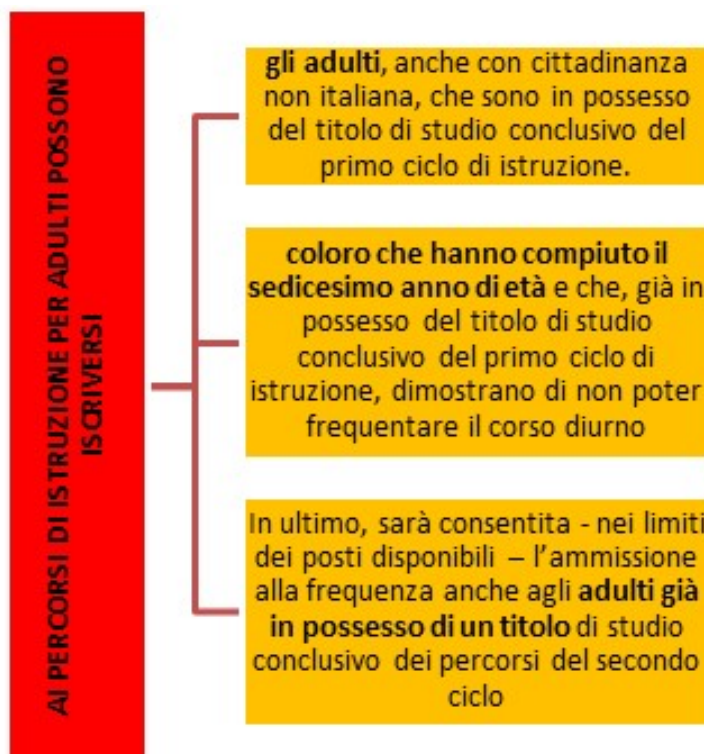 AI PERCORSI DI ISTRUZIONE PER ADULTI POSSONO
ISCRIVERSI
gli adulti, anche con cittadinanza
non italiana, che sono in possesso
del titolo di studio conclusivo del
primo ciclo di istruzione.
coloro che hanno compiuto il
sedicesimo anno di età e che, già in
possesso del titolo di studio
conclusivo del primo ciclo di
istruzione, dimostrano di non poter
frequentare il corso diurno
In ultimo, sarà consentita - nei limiti
dei posti disponibili – l’ammissione
alla frequenza anche agli adulti già
in possesso di un titolo di studio
conclusivo dei percorsi del secondo
ciclo